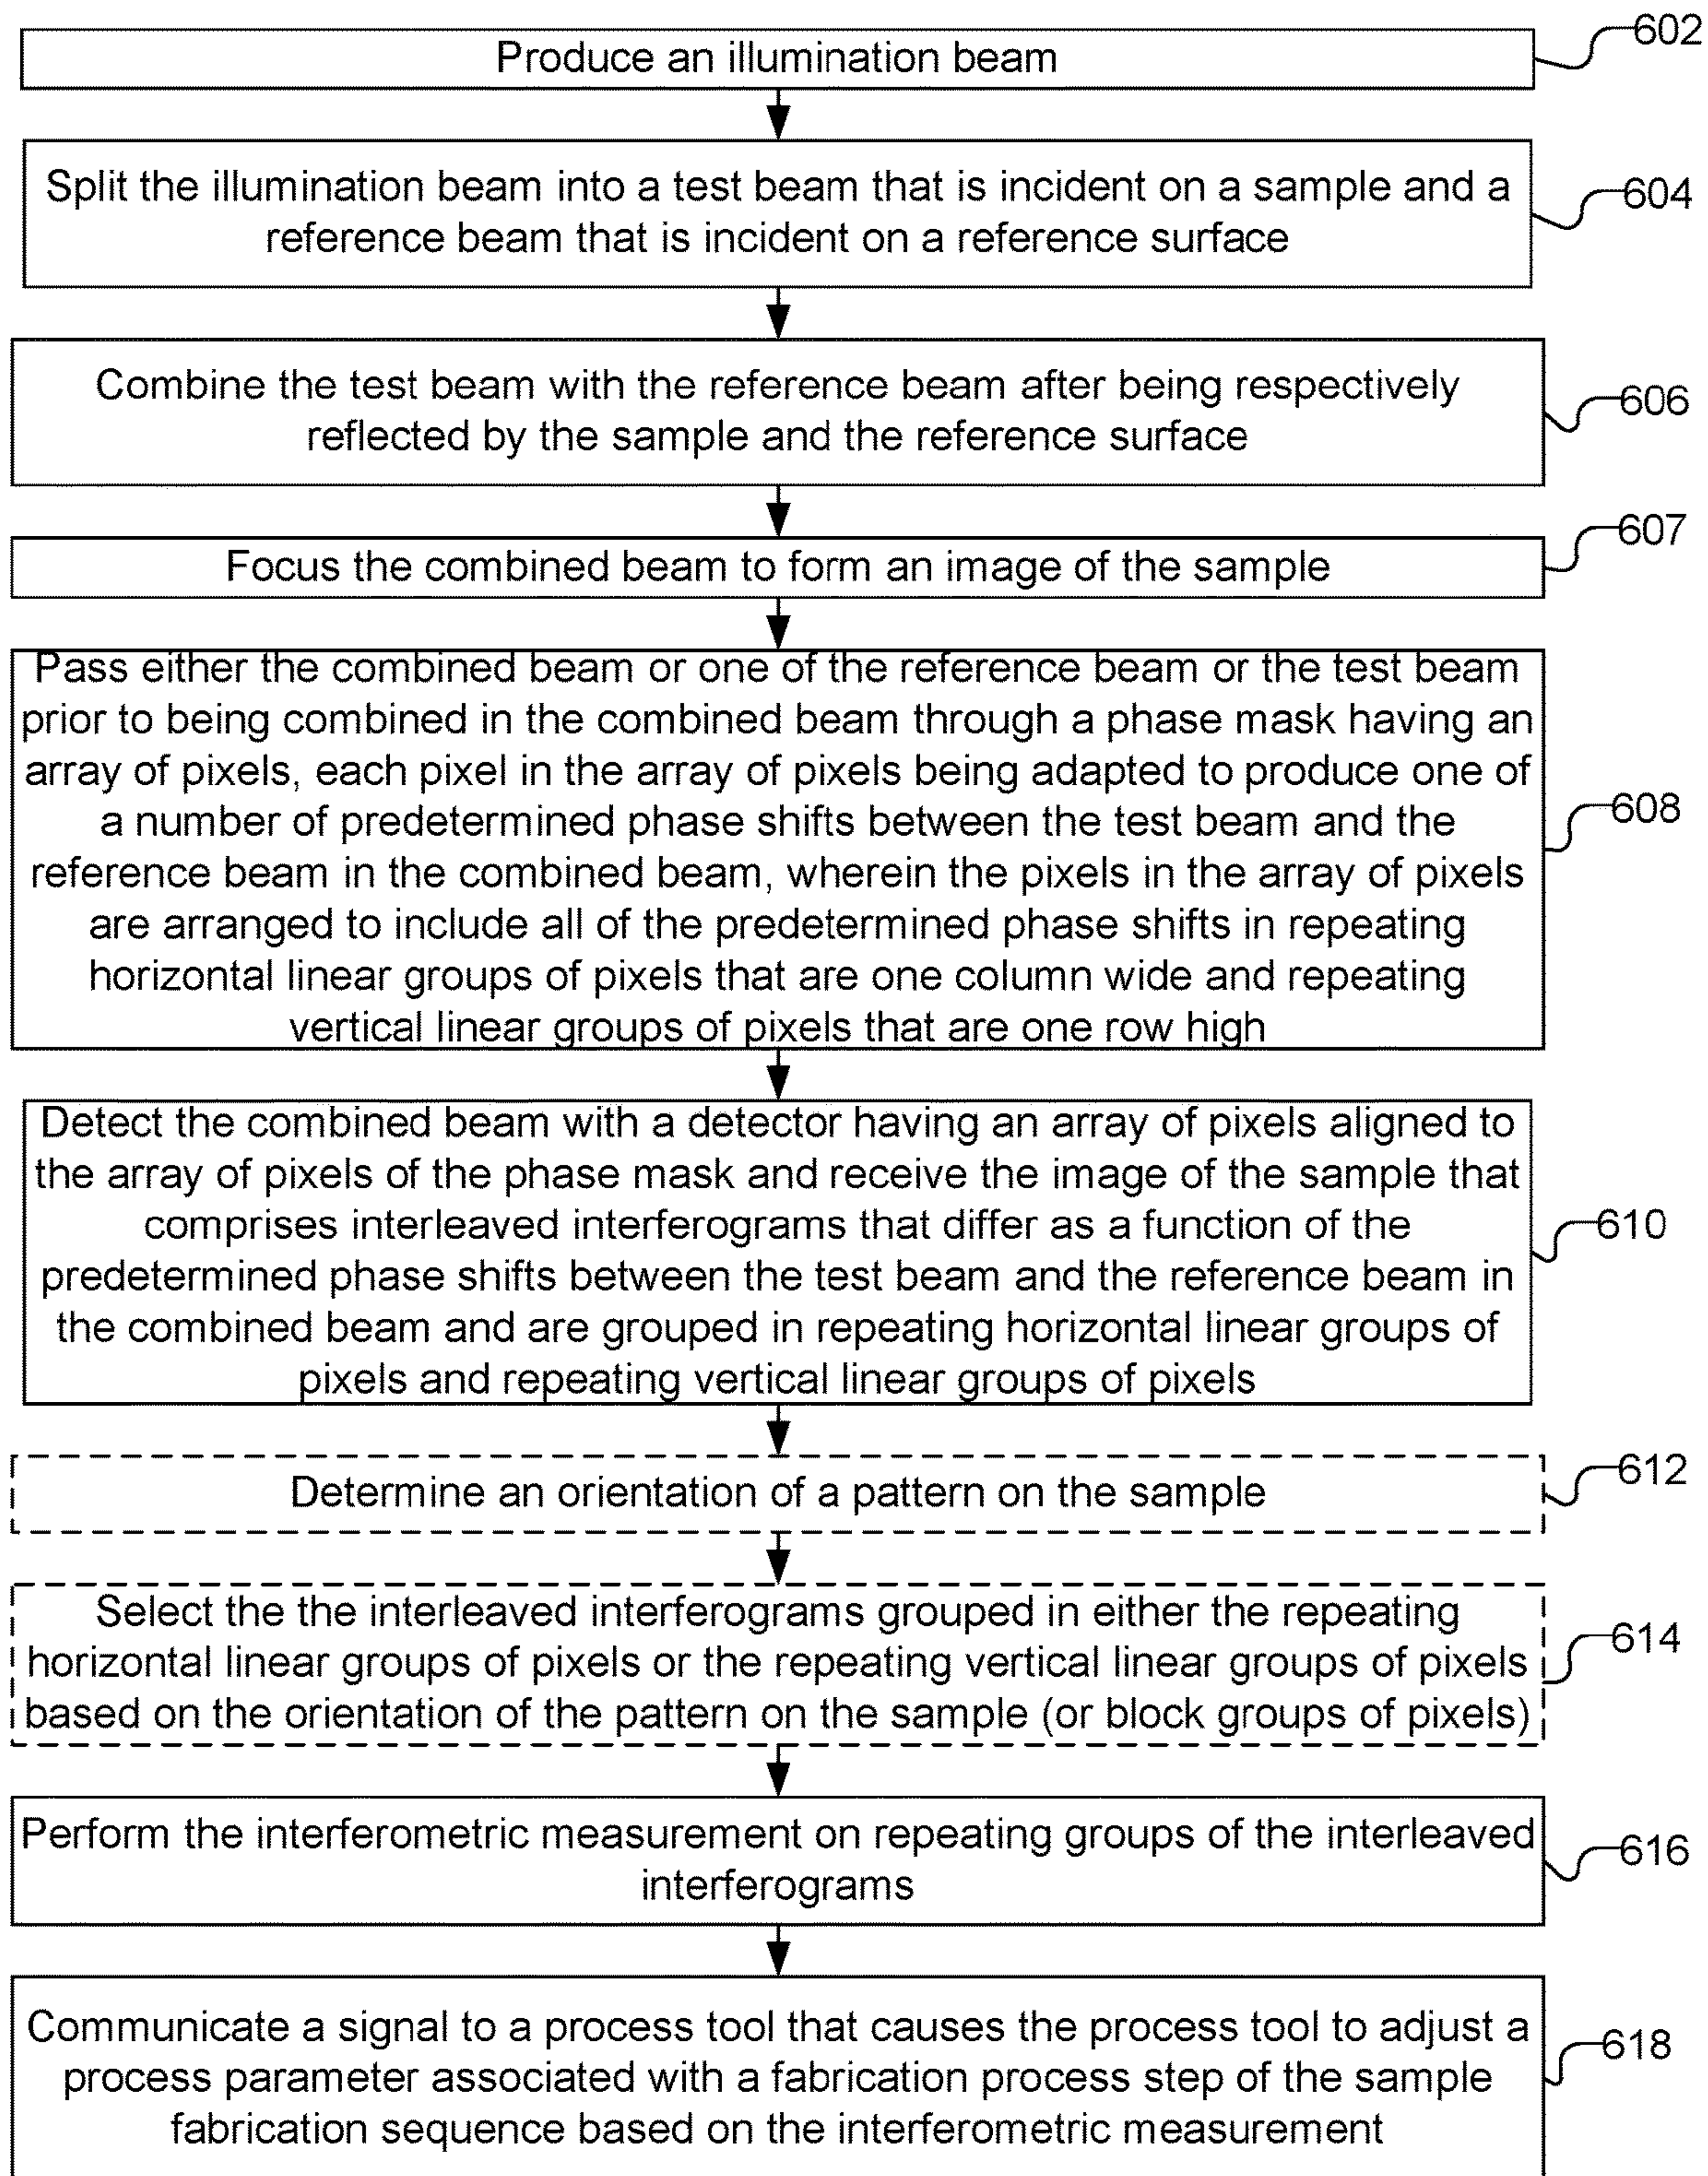 Produce an illumination beam
602
Split the illumination beam into a test beam that is incident on a sample and a
reference beam that is incident on a reference surface
604
Combine the test beam with the reference beam after being respectively
reflected by the sample and the reference surface
606
Focus the combined beam to form an image of the sample
607
Pass either the combined beam or one of the reference beam or the test beam
prior to being combined in the combined beam through a phase mask having an
array of pixels, each pixel in the array of pixels being adapted to produce one of
a number of predetermined phase shifts between the test beam and the
reference beam in the combined beam, wherein the pixels in the array of pixels
are arranged to include all of the predetermined phase shifts in repeating
horizontal linear groups of pixels that are one column wide and repeating
vertical linear groups of pixels that are one row high
608
Detect the combined beam with a detector having an array of pixels aligned to
the array of pixels of the phase mask and receive the image of the sample that
comprises interleaved interferograms that differ as a function of the
predetermined phase shifts between the test beam and the reference beam in
the combined beam and are grouped in repeating horizontal linear groups of
pixels and repeating vertical linear groups of pixels
610
Determine an orientation of a pattern on the sample
612
Select the the interleaved interferograms grouped in either the repeating
horizontal linear groups of pixels or the repeating vertical linear groups of pixels
based on the orientation of the pattern on the sample (or block groups of pixels)
614
Perform the interferometric measurement on repeating groups of the interleaved
interferograms
616
Communicate a signal to a process tool that causes the process tool to adjust a
process parameter associated with a fabrication process step of the sample
fabrication sequence based on the interferometric measurement
618